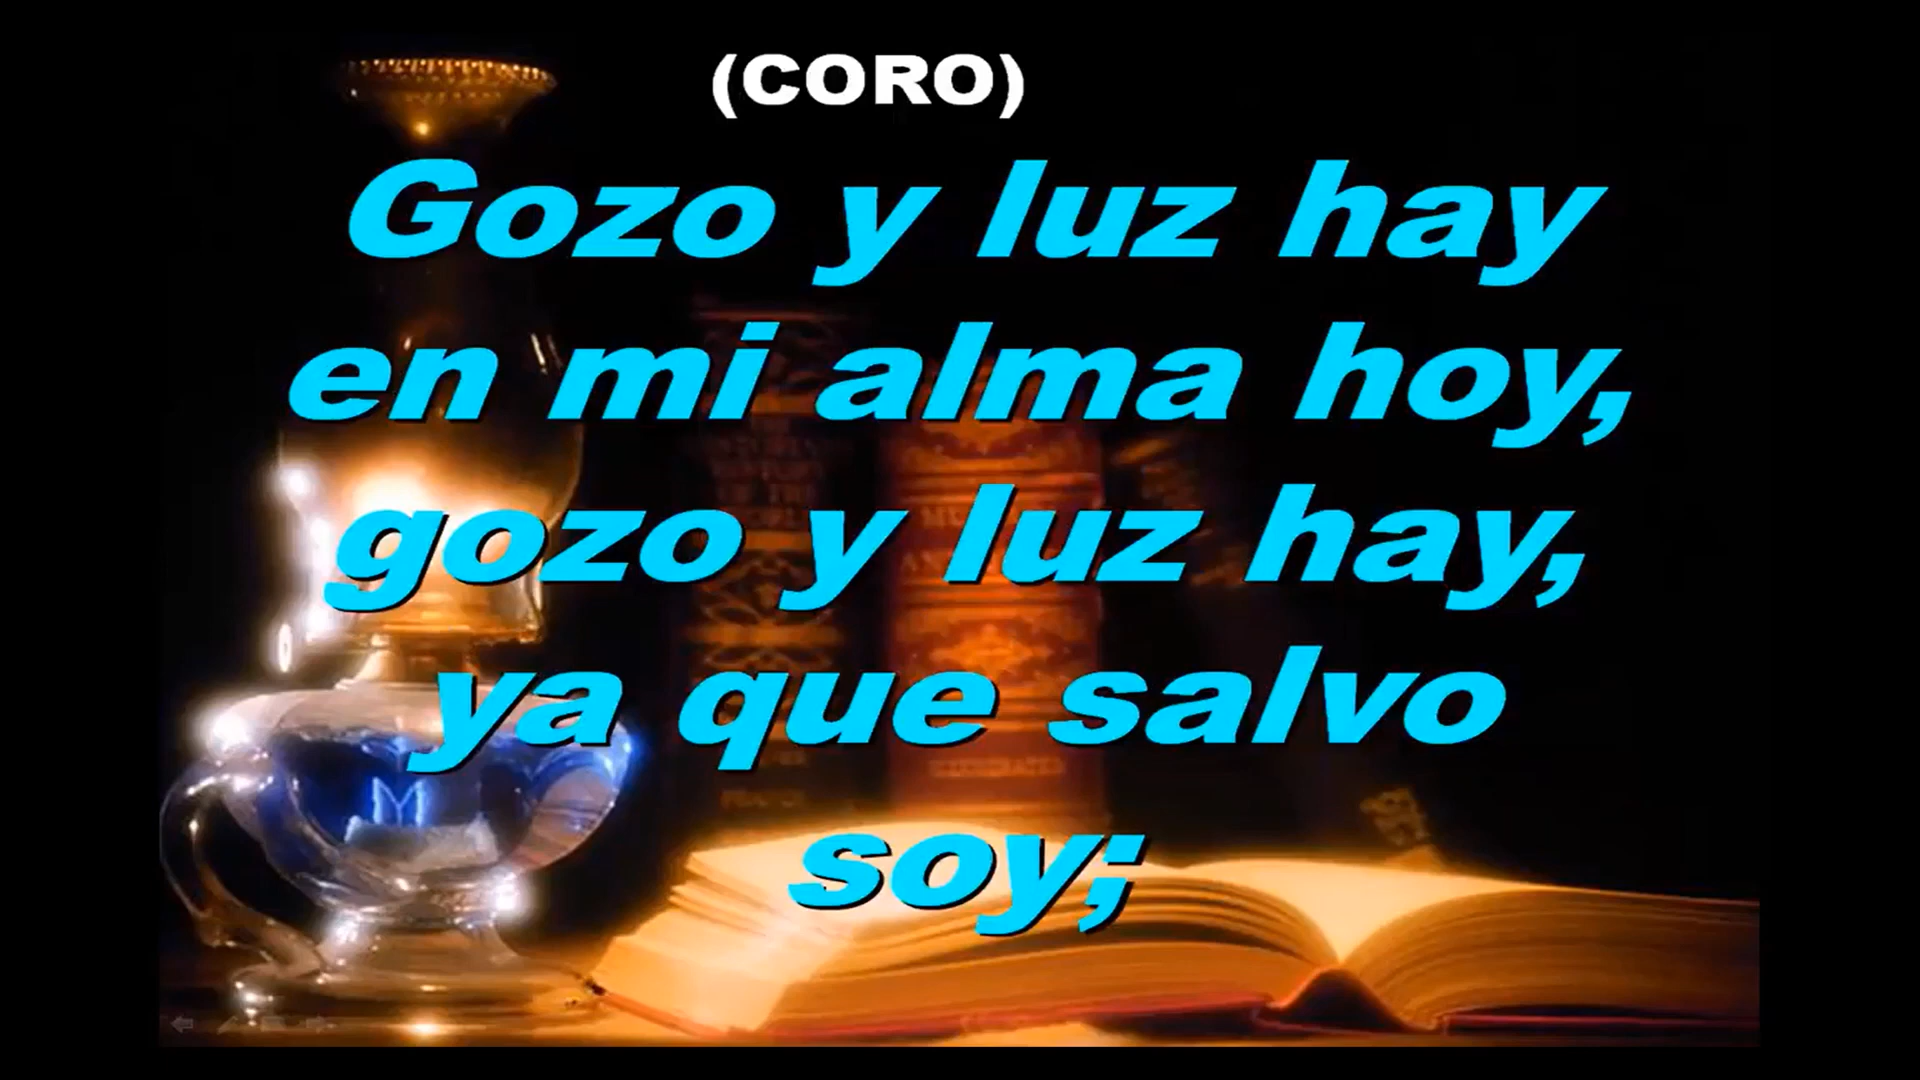 (CORO)
Gozo y luz hay
en mi alma hoy,
gozo y luz hay,
ya que salvo
soy;